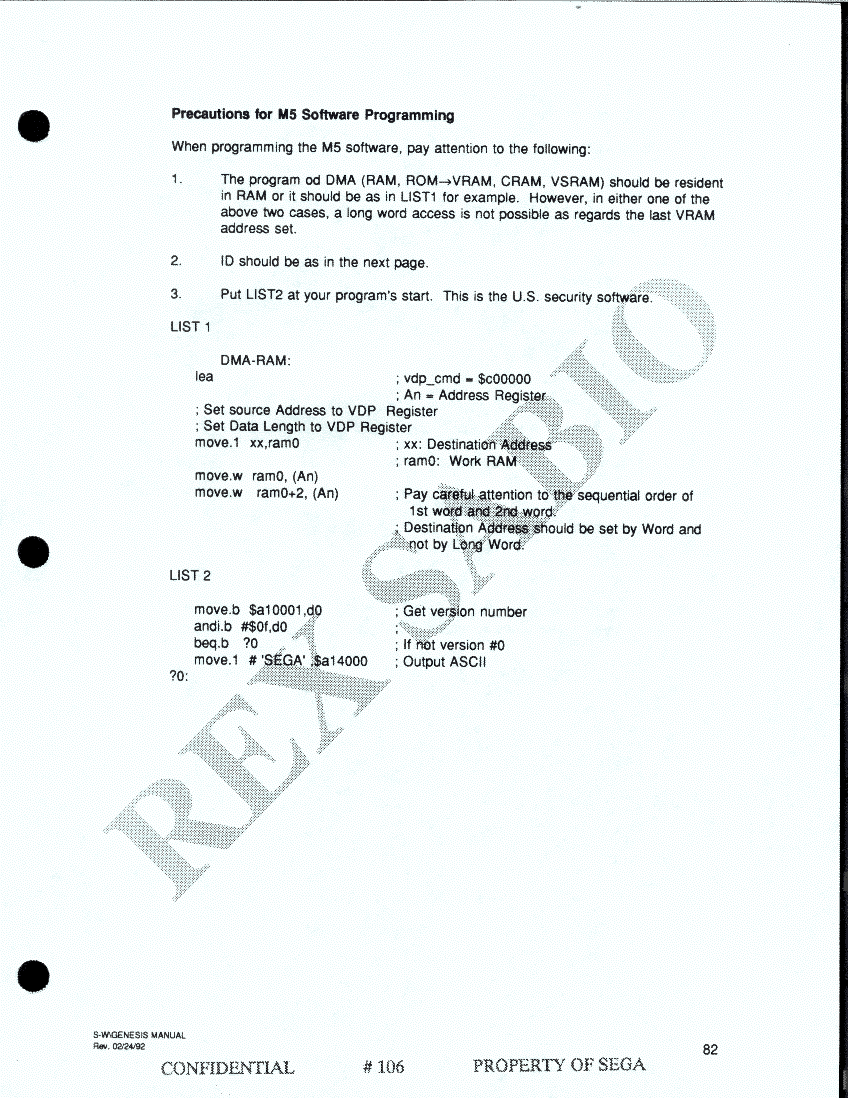 Precautions for M5 Software Programming
When programming the M5 software, pay attention to the following:
1. The program od DMA (RAM, ROM→VRAM, CRAM, VSRAM) should be resident
in RAM or it should be as in LIST1 for example. However, in either one of the
above two cases, a long word access is not possible as regards the last VRAM
address set.
2. ID should be as in the next page.
3. Put LIST2 at your program's start. This is the U.S. security software.
LIST 1
DMA-RAM:
lea ; vdp_cmd = $c00000
; An = Address Register
; Set source Address to VDP Register
; Set Data Length to VDP Register
move.1 xx,ram0 ; xx: Destination Address
; ram0: Work RAM
move.w ram0, (An)
move.w ram0+2, (An) ; Pay careful attention to the sequential order of
1st word and 2nd word.
; Destination Address should be set by Word and
not by Long Word.
LIST 2
move.b $a10001,d0 ; Get version number
andi.b #$0f,d0 ;
beq.b ?0 ; If not version #0
move.1 # 'SEGA' ,$a14000 ; Output ASCII
?0:
REX SABIO
S-W\GENESIS MANUAL
Rev. 02/24/92
82
CONFIDENTIAL # 106 PROPERTY OF SEGA